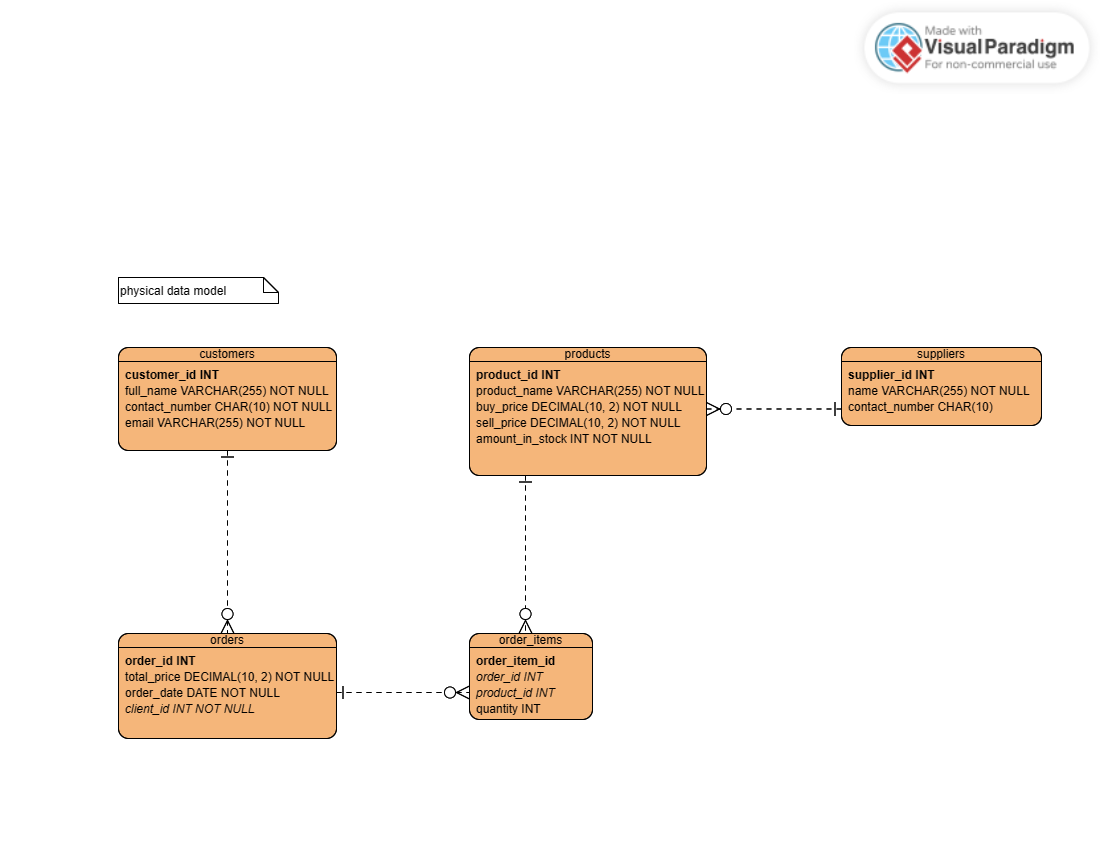 Made with
Visual Paradigm
For non-commercial use
physical data model
customers
customer_id INT
full_name VARCHAR(255) NOT NULL
contact_number CHAR(10) NOT NULL
email VARCHAR(255) NOT NULL
products
product_id INT
product_name VARCHAR(255) NOT NULL
buy_price DECIMAL(10, 2) NOT NULL
sell_price DECIMAL(10, 2) NOT NULL
amount_in_stock INT NOT NULL
suppliers
supplier_id INT
name VARCHAR(255) NOT NULL
contact_number CHAR(10)
orders
order_id INT
total_price DECIMAL(10, 2) NOT NULL
order_date DATE NOT NULL
client_id INT NOT NULL
order_items
order_item_id
order_id INT
product_id INT
quantity INT